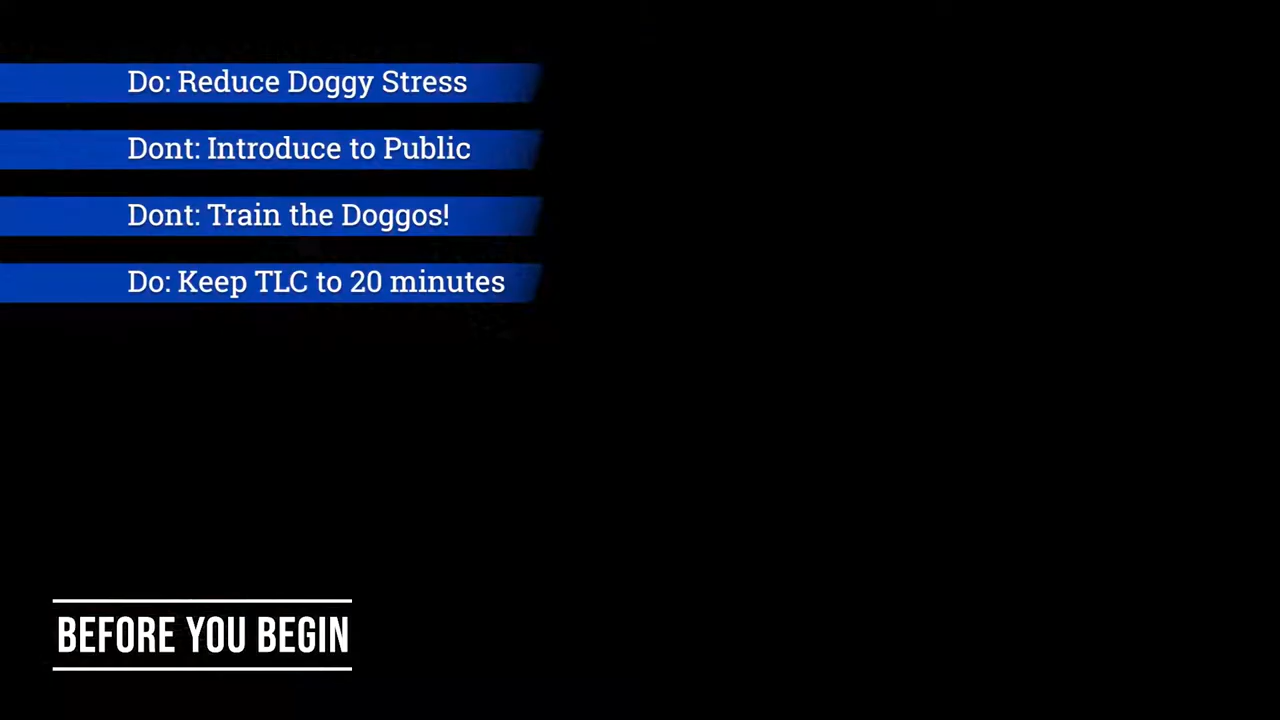 Do: Reduce Doggy Stress
Dont: Introduce to Public
Dont: Train the Doggos!
Do: Keep TLC to 20 minutes
BEFORE YOU BEGIN